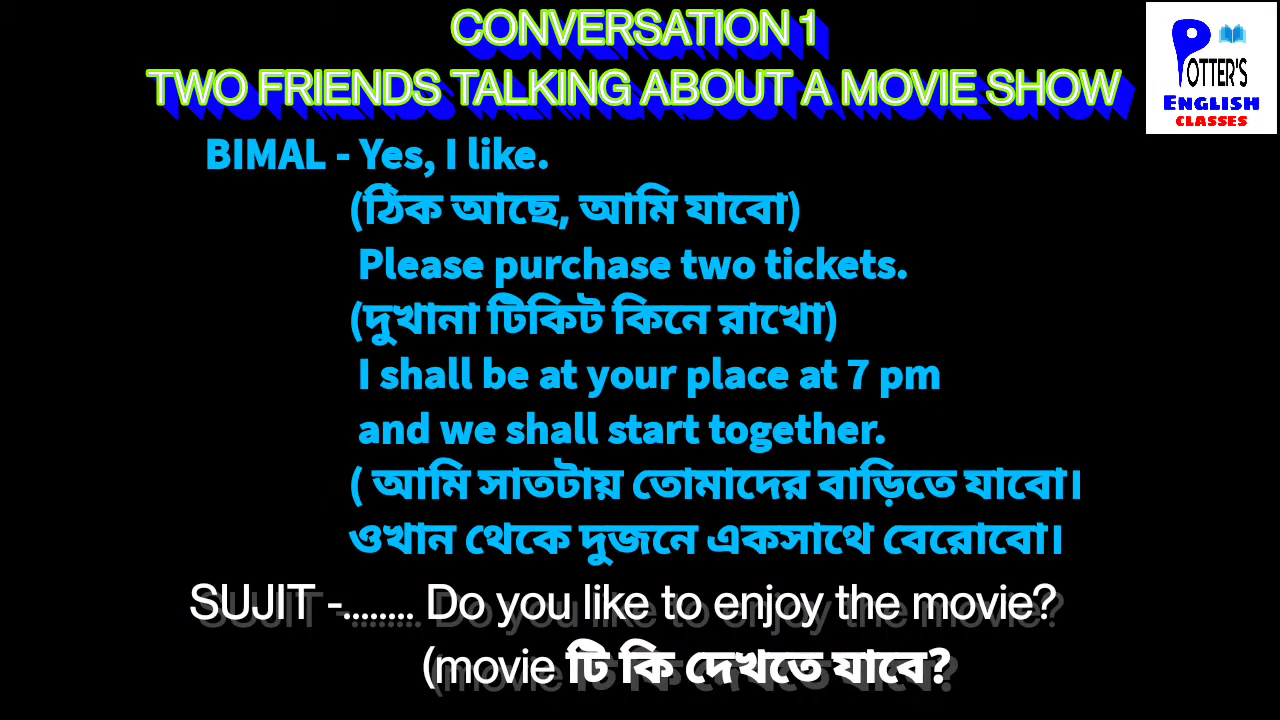 CONVERSATION 1
TWO FRIENDS TALKING ABOUT A MOVIE SHOW
POTTER'S
ENGLISH
CLASSES
BIMAL - Yes, I like.
(ঠিক আছে, আমি যাবো)
Please purchase two tickets.
(দুখানা টিকিট কিনে রাখো)
I shall be at your place at 7 pm
and we shall start together.
( আমি সাতটায় তোমাদের বাড়িতে যাবো।
ওখান থেকে দুজনে একসাথে বেরোবো।
SUJIT -........ Do you like to enjoy the movie?
(movie টি কি দেখতে যাবে?